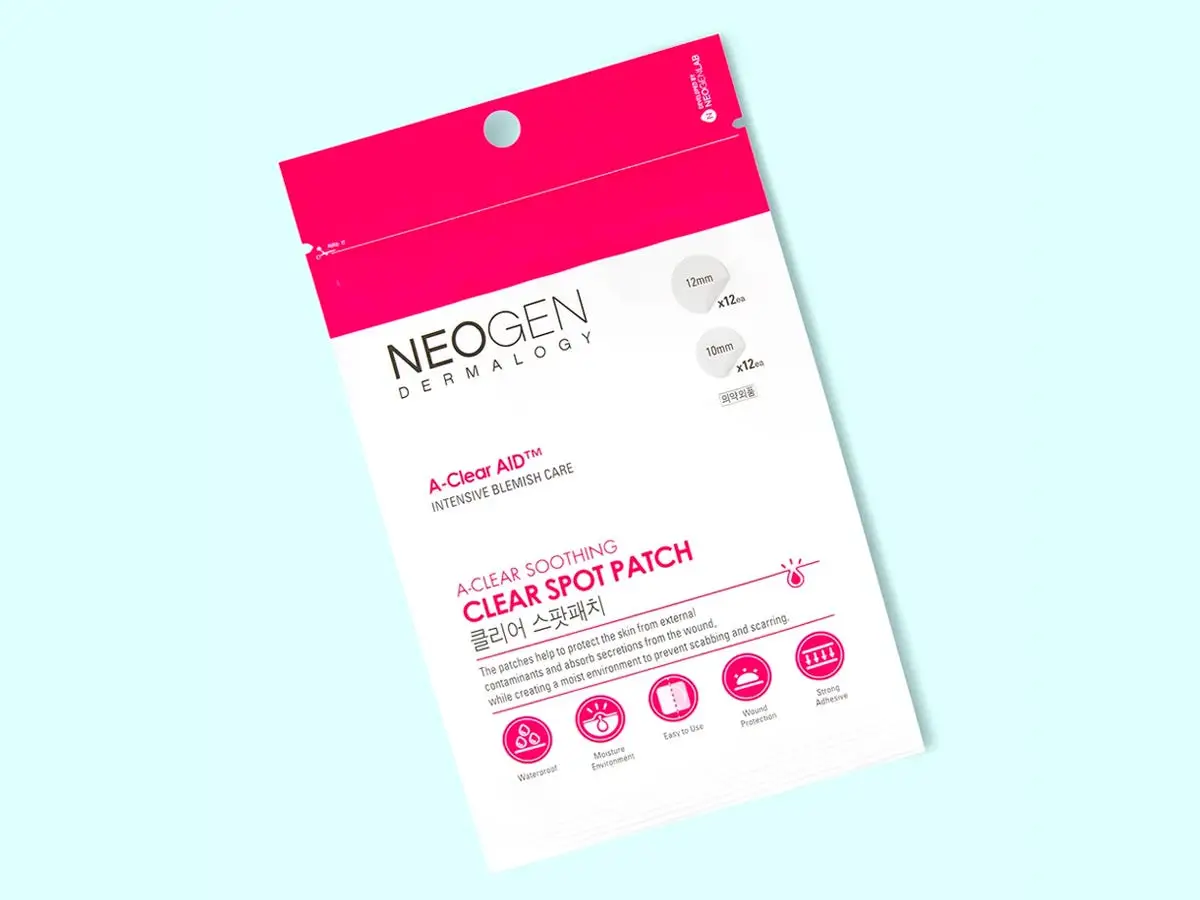 DEVELOPED BY
NEOGENLAB
12mm
x12ea
10mm
x12ea
의약외품
NEOGEN
DERMALOGY
A-Clear AID™
INTENSIVE BLEMISH CARE
A-CLEAR SOOTHING
CLEAR SPOT PATCH
클리어 스팟패치
The patches help to protect the skin from external
contaminants and absorb secretions from the wound,
while creating a moist environment to prevent scabbing and scarring.
Waterproof
Moisture
Environment
Easy to Use
Wound
Protection
Strong
Adhesive